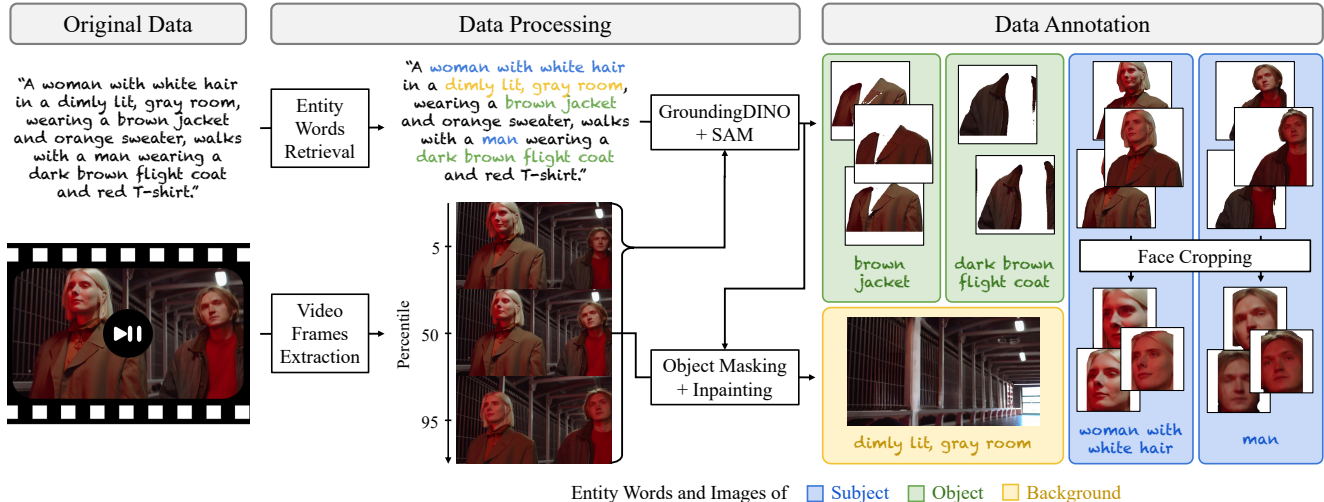 Original Data
Data Processing
Data Annotation
“A woman with white hair
in a dimly lit, gray room,
wearing a brown jacket
and orange sweater, walks
with a man wearing a
dark brown flight coat
and red T-shirt.”
Entity
Words
Retrieval
“A woman with white hair
in a dimly lit, gray room,
wearing a brown jacket
and orange sweater, walks
with a man wearing a
dark brown flight coat
and red T-shirt.”
GroundingDINO
+ SAM
Video
Frames
Extraction
Percentile
5
50
95
Object Masking
+ Inpainting
brown
jacket
dark brown
flight coat
Face Cropping
dimly lit, gray room
woman with
white hair
man
Entity Words and Images of Subject Object Background